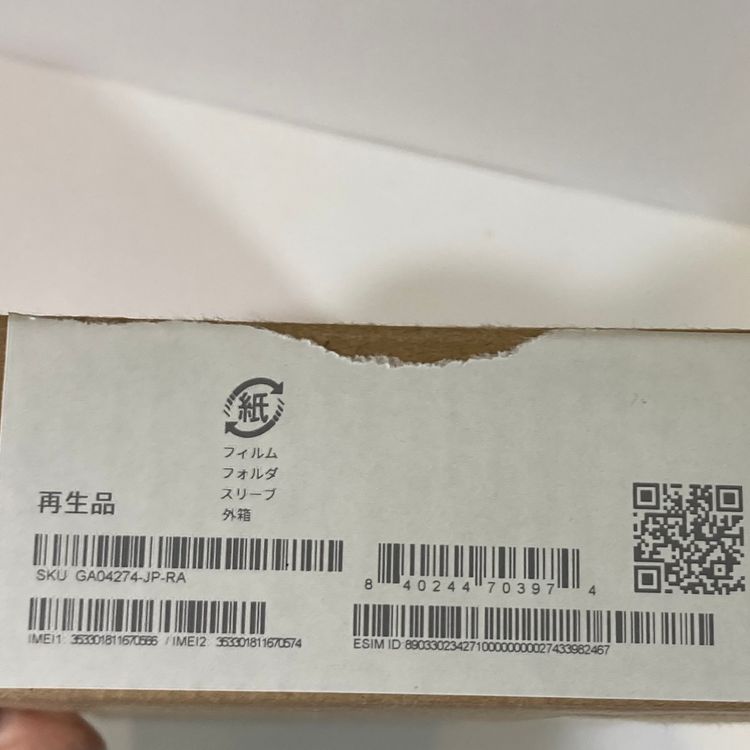 紙
フィルム
フォルダ
スリーブ
外箱
再生品
SKU GA04274-JP-RA
8 40244 70397 4
IMEI1: 353301811670566 / IMEI2: 353301811670574
ESIM ID:89033023427100000000027433982467